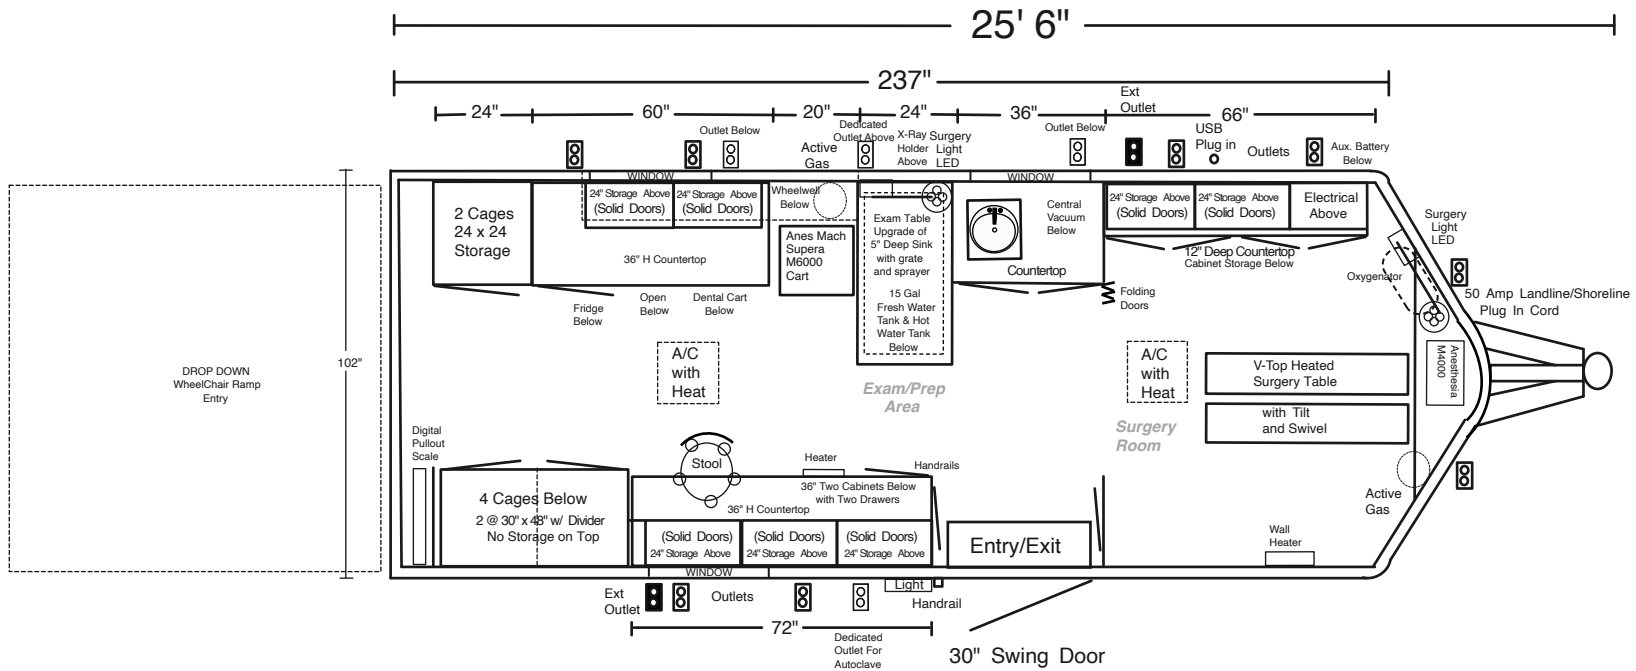 25' 6"
237"
24"
60"
20"
24"
36"
66"
Ext
Outlet
Outlet Below
Active
Gas
Dedicated
Outlet Above
X-Ray
Holder
Above
Surgery
Light
LED
Outlet Below
USB
Plug in
Outlets
Aux. Battery
Below
WINDOW
WINDOW
2 Cages
24 x 24
Storage
24" Storage Above
(Solid Doors)
24" Storage Above
(Solid Doors)
36" H Countertop
Wheelwell
Below
Anes Mach
Supera
M6000
Cart
Exam Table
Upgrade of
5" Deep Sink
with grate
and sprayer
15 Gal
Fresh Water
Tank & Hot
Water Tank
Below
Central
Vacuum
Below
Countertop
24" Storage Above
(Solid Doors)
24" Storage Above
(Solid Doors)
Electrical
Above
12" Deep Countertop
Cabinet Storage Below
Surgery
Light
LED
Oxygenator
Folding
Doors
50 Amp Landline/Shoreline
Plug In Cord
Fridge
Below
Open
Below
Dental Cart
Below
A/C
with
Heat
A/C
with
Heat
Exam/Prep
Area
V-Top Heated
Surgery Table
with Tilt
and Swivel
Anesthesia
M4000
Surgery
Room
DROP DOWN
WheelChair Ramp
Entry
102"
Digital
Pullout
Scale
Stool
Heater
Handrails
36" Two Cabinets Below
with Two Drawers
36" H Countertop
4 Cages Below
2 @ 30" x 48" w/ Divider
No Storage on Top
(Solid Doors)
24" Storage Above
(Solid Doors)
24" Storage Above
(Solid Doors)
24" Storage Above
Entry/Exit
Active
Gas
Wall
Heater
WINDOW
Light
Handrail
Ext
Outlet
Outlets
72"
Dedicated
Outlet For
Autoclave
30" Swing Door